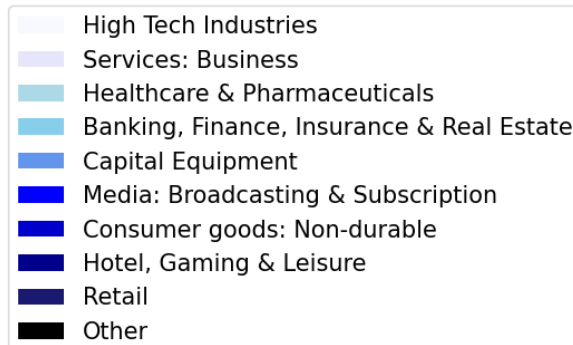 High Tech Industries
Services: Business
Healthcare & Pharmaceuticals
Banking, Finance, Insurance & Real Estate
Capital Equipment
Media: Broadcasting & Subscription
Consumer goods: Non-durable
Hotel, Gaming & Leisure
Retail
Other